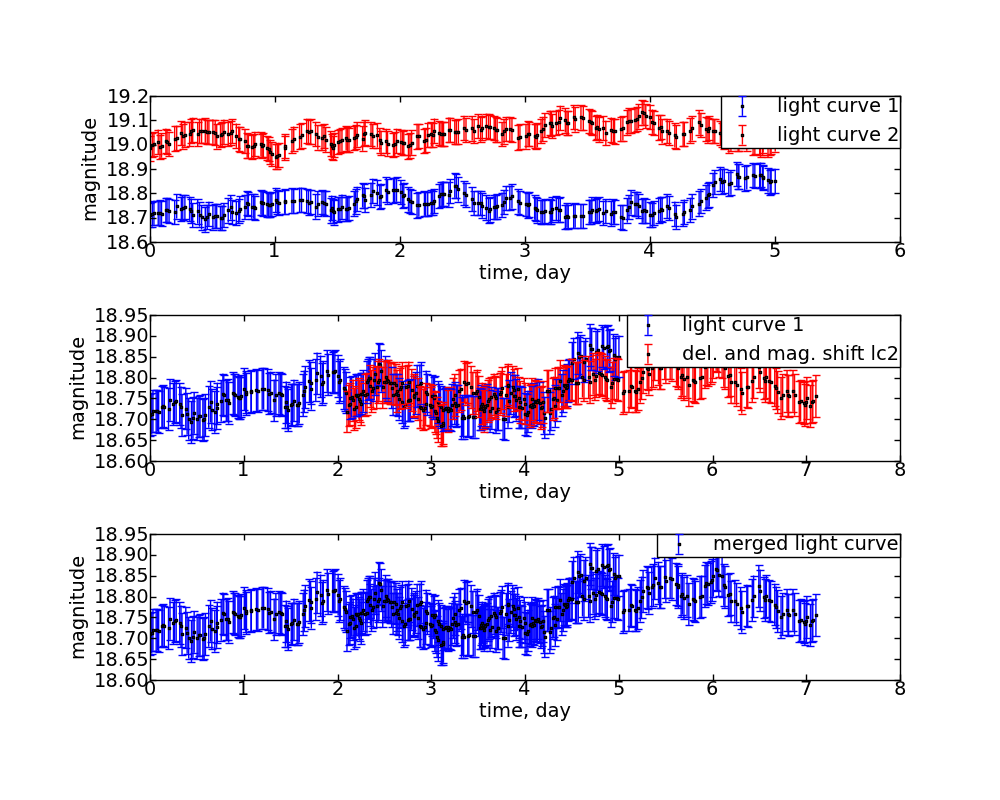 19.2
19.1
19.0
18.9
18.8
18.7
18.6
magnitude
light curve 1
light curve 2
0 1 2 3 4 5 6
time, day
18.95
18.90
18.85
18.80
18.75
18.70
18.65
18.60
magnitude
light curve 1
del. and mag. shift lc2
0 1 2 3 4 5 6 7 8
time, day
18.95
18.90
18.85
18.80
18.75
18.70
18.65
18.60
magnitude
merged light curve
0 1 2 3 4 5 6 7 8
time, day